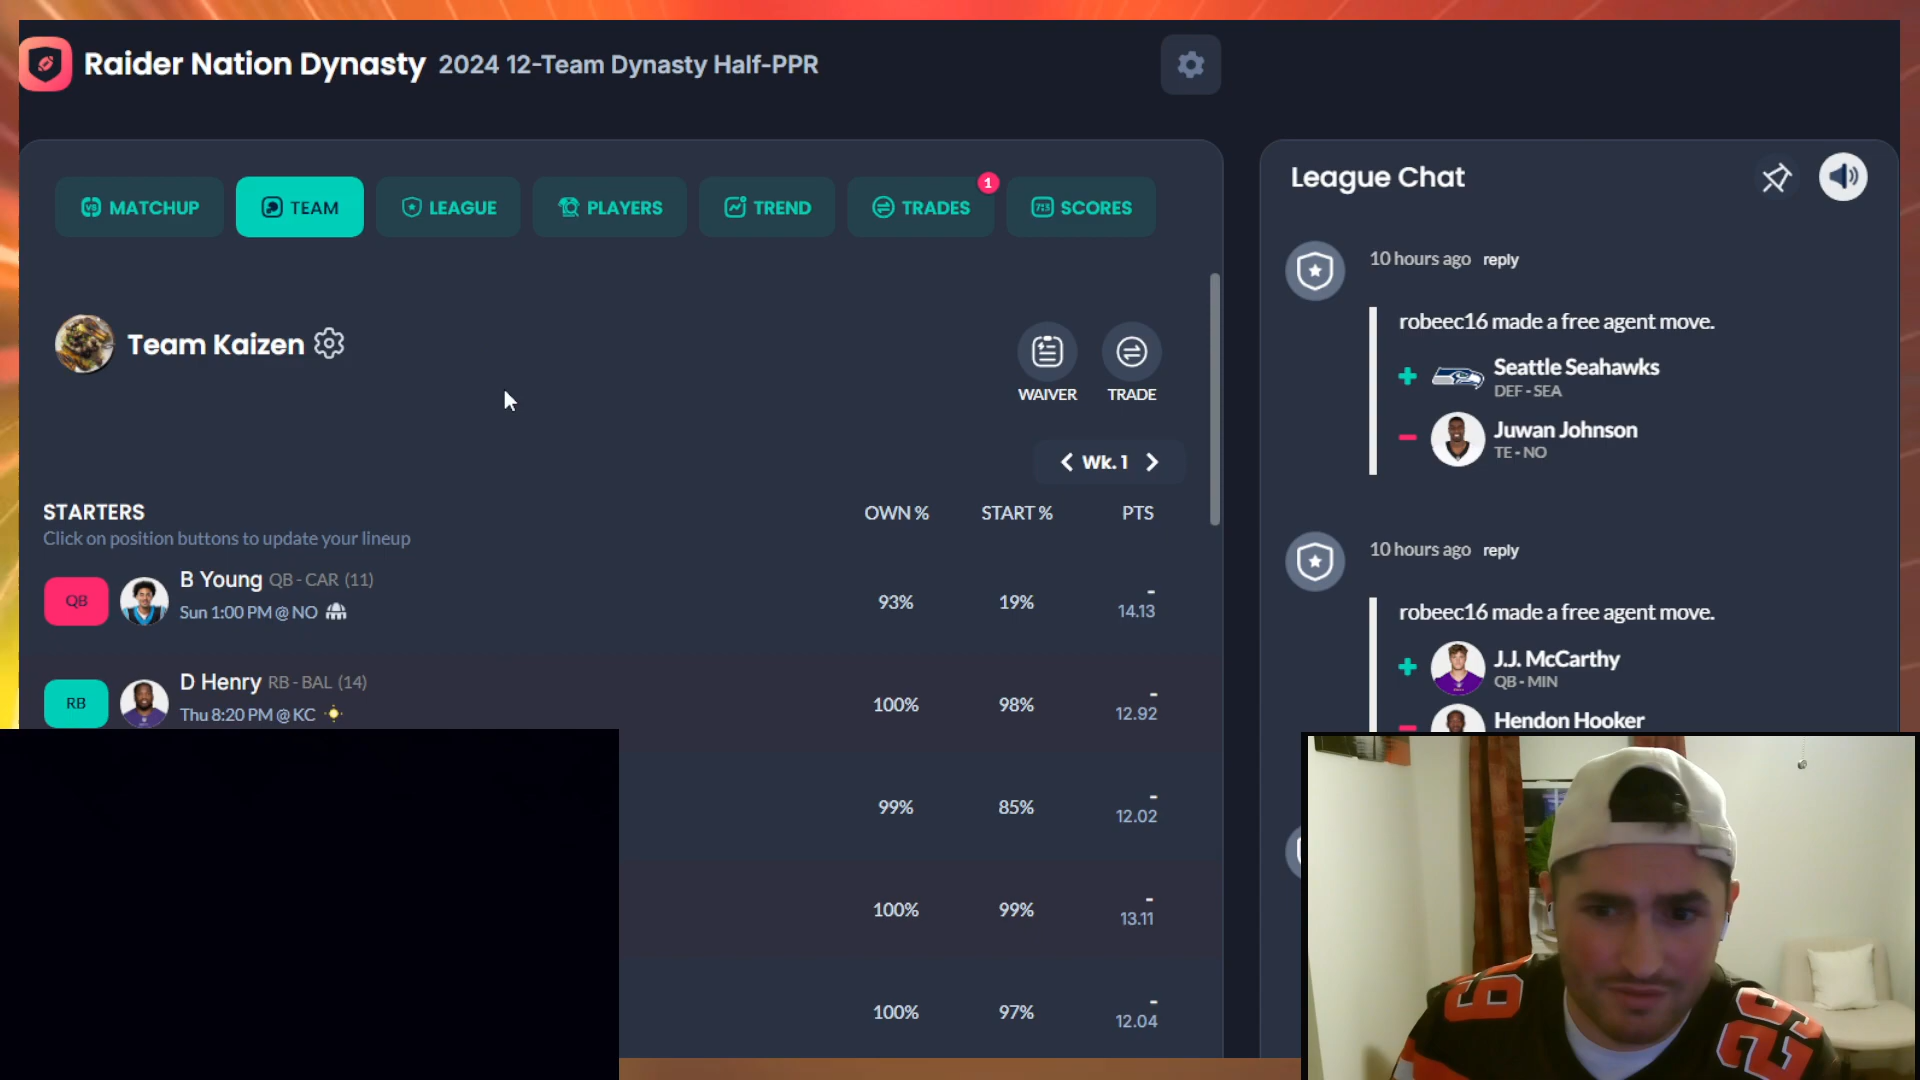 Raider Nation Dynasty 2024 12-Team Dynasty Half-PPR
MATCHUP
TEAM
LEAGUE
PLAYERS
TREND
TRADES
1
SCORES
Team Kaizen
WAIVER
TRADE
Wk. 1
STARTERS
OWN %
START %
PTS
Click on position buttons to update your lineup
QB
B Young QB - CAR (11)
Sun 1:00 PM @ NO
93%
19%
-
14.13
RB
D Henry RB - BAL (14)
Thu 8:20 PM @ KC
100%
98%
-
12.92
99%
85%
-
12.02
100%
99%
-
13.11
100%
97%
-
12.04
League Chat
10 hours ago reply
robeec16 made a free agent move.
+
Seattle Seahawks
DEF - SEA
-
Juwan Johnson
TE - NO
10 hours ago reply
robeec16 made a free agent move.
+
J.J. McCarthy
QB - MIN
-
Hendon Hooker
29